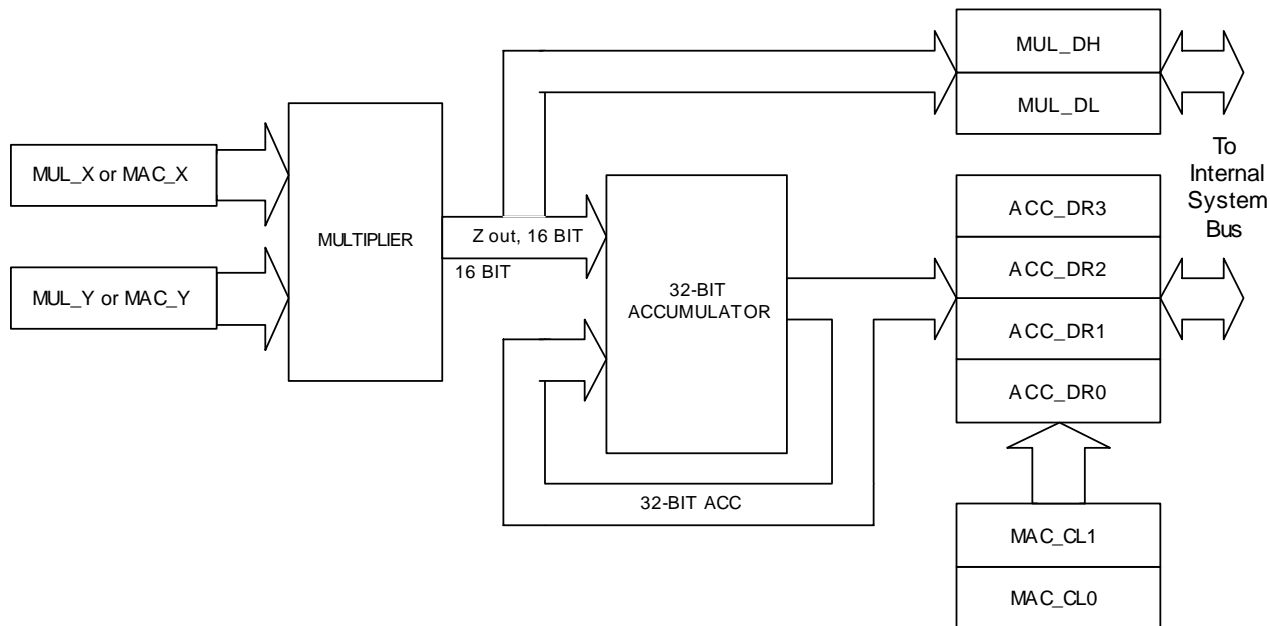 MUL_DH
MUL_DL
To
Internal
System
Bus
MUL_X or MAC_X
MUL_Y or MAC_Y
MULTIPLIER
Z out, 16 BIT
16 BIT
32-BIT
ACCUMULATOR
32-BIT ACC
ACC_DR3
ACC_DR2
ACC_DR1
ACC_DR0
MAC_CL1
MAC_CL0